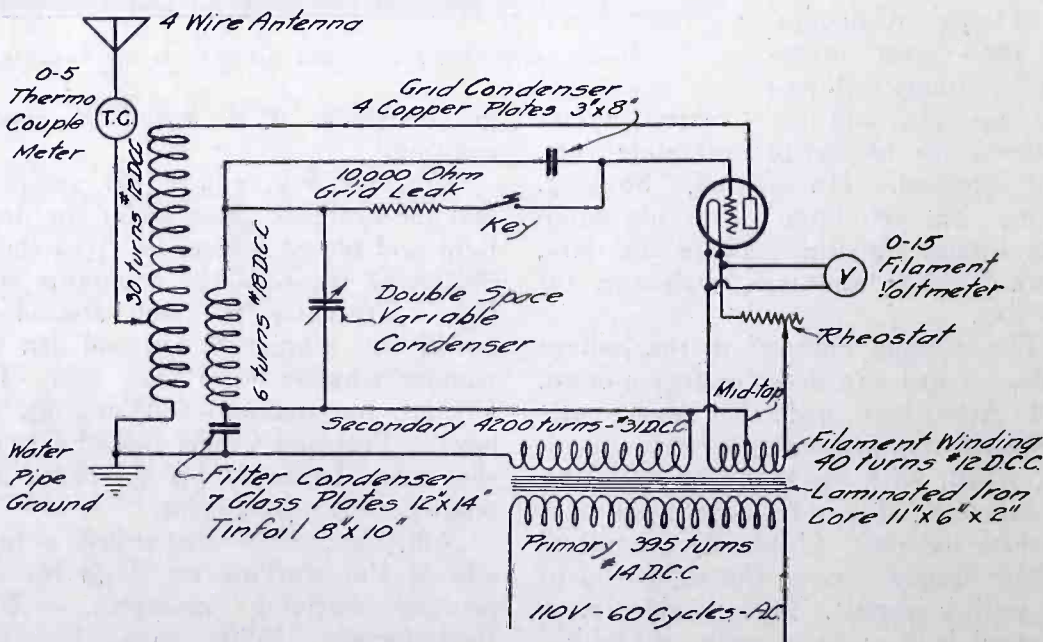 4 Wire Antenna
0-5
Thermo
Couple
Meter
T.C.
30 turns #12 DCC
Grid Condenser
4 Copper Plates 3"x8"
10,000 Ohm
Grid Leak
Key
6 turns #18 D.C.C.
Double Space
Variable
Condenser
V
0-15
Filament
Voltmeter
Rheostat
Mid-tap
Secondary 4200 turns-#31 D.C.C
Filament Winding
40 turns #12 D.C.C.
Laminated Iron
Core 11"x6"x2"
Water
Pipe
Ground
Filter Condenser
7 Glass Plates 12"x14"
Tinfoil 8"x10"
Primary 395 turns
#14 D.C.C
110V-60 Cycles-A.C.